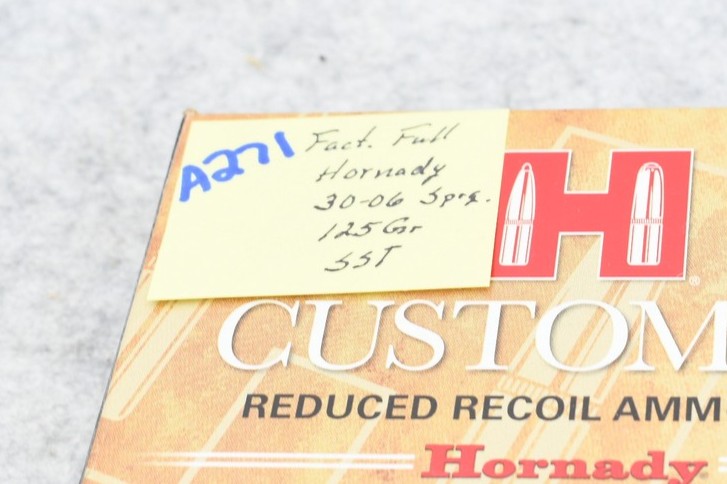 A271
Fact. Full
Hornady
30-06 Sprg.
125 Gr
SST
H®
CUSTOM
REDUCED RECOIL AMM
Hornady